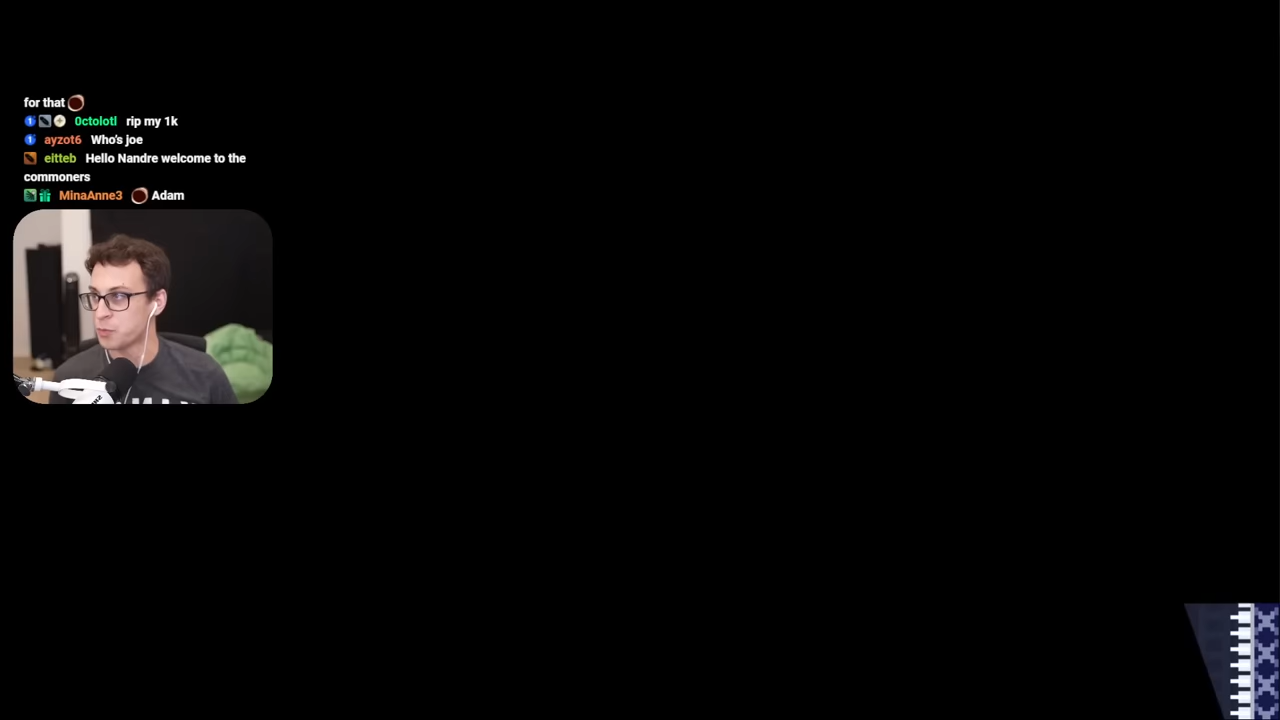 for that
0ctolotl rip my 1k
ayzot6 Who's joe
eitteb Hello Nandre welcome to the
commoners
MinaAnne3 Adam